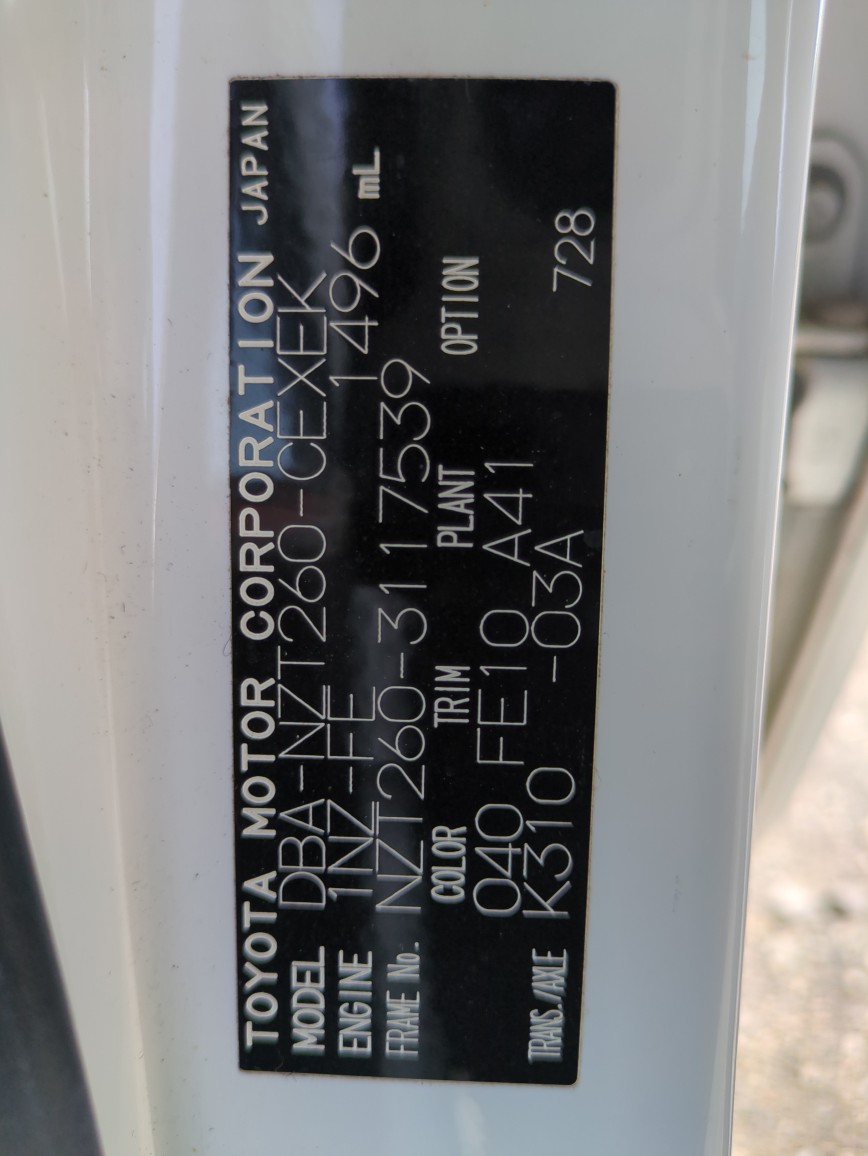 TOYOTA MOTOR CORPORATION JAPAN
MODEL DBA-NZT260-CEXEK
ENGINE 1NZ-FE 1496 mL
FRAME No. NZT260-3117539
COLOR TRIM PLANT OPTION
040 FE10 A41
TRANS./AXLE K310 -03A 728